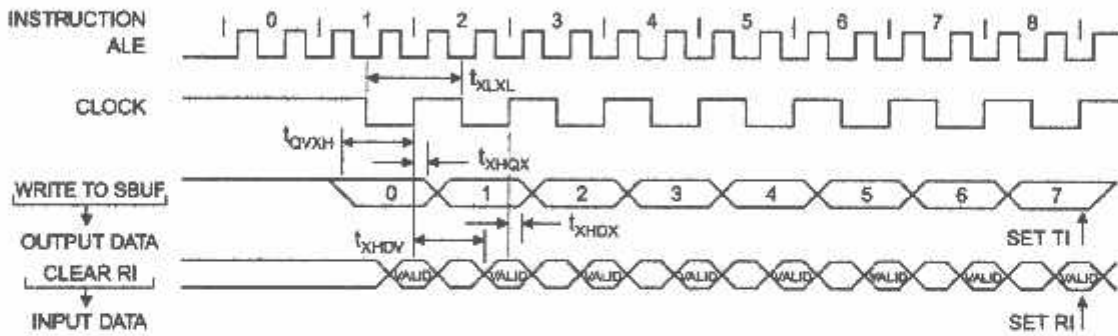 INSTRUCTION | 0 | 1 | 2 | 3 | 4 | 5 | 6 | 7 | 8 |
ALE
tXLXL
CLOCK
tQVXH
tXHQX
WRITE TO SBUF 0 1 2 3 4 5 6 7
tXHDV tXHDX
OUTPUT DATA SET TI
CLEAR RI VALID VALID VALID VALID VALID VALID VALID VALID
INPUT DATA SET RI